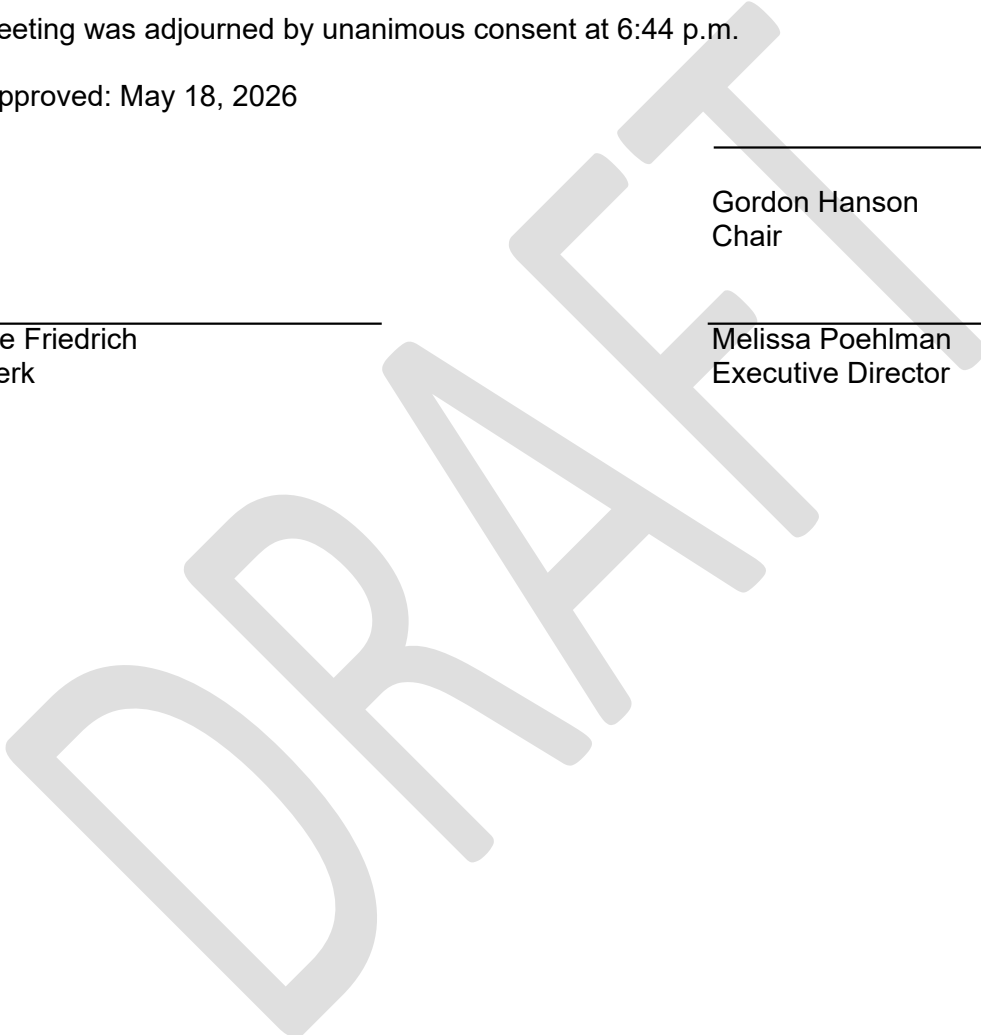 eeting was adjourned by unanimous consent at 6:44 p.m.
pproved: May 18, 2026
Gordon Hanson
Chair
e Friedrich
Melissa Poehlman
erk
Executive Director
DRAFT